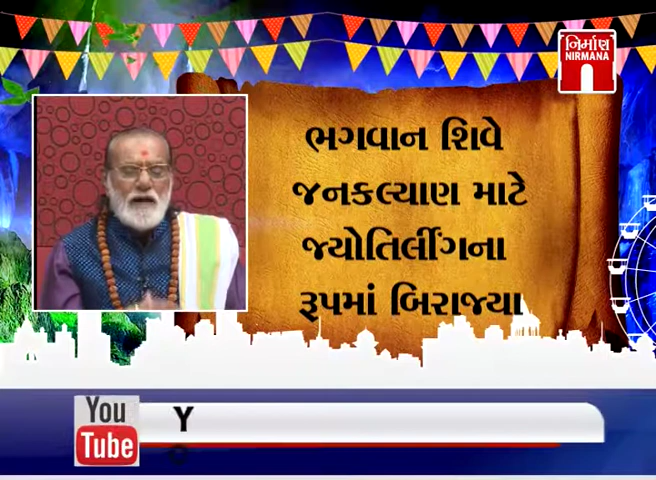 નિર્માણ
NIRMANA
ભગવાન શિવે
જનકલ્યાણ માટે
જ્યોતિર્લીંગના
રૂપમાં બિરાજ્યા
You
Tube
Y